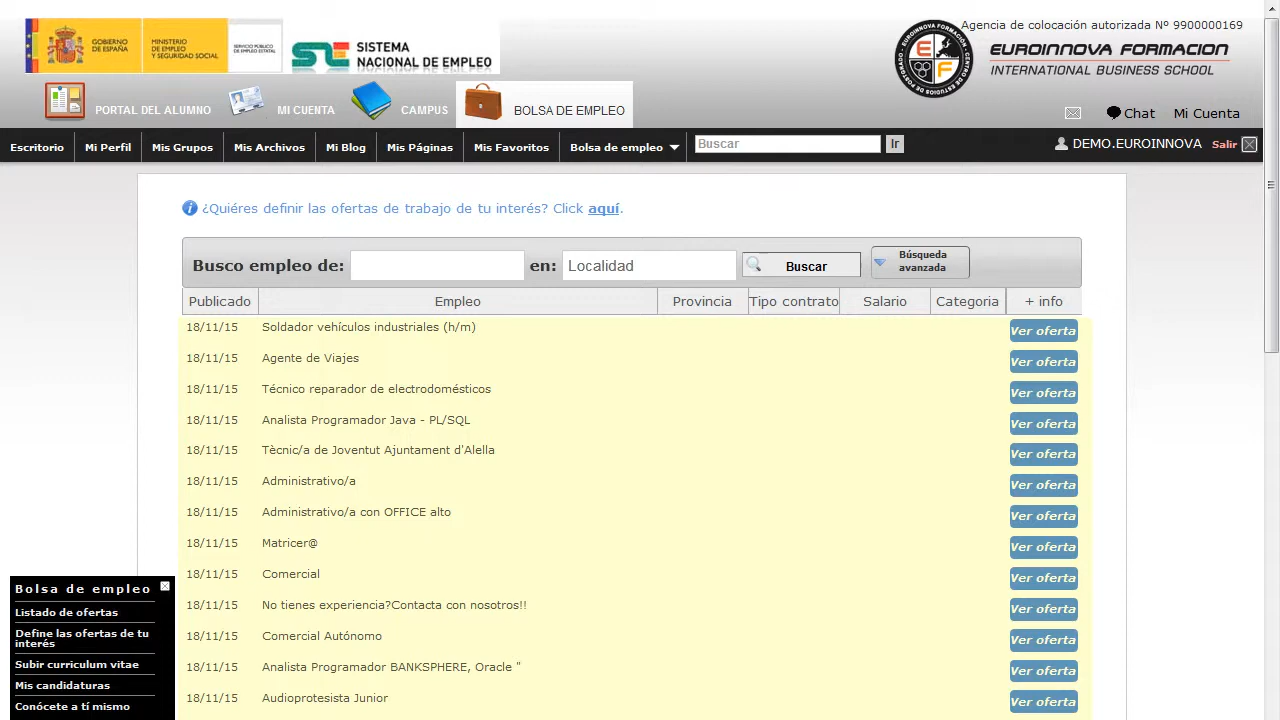 Agencia de colocación autorizada Nº 9900000169
GOBIERNO DE ESPAÑA
MINISTERIO DE EMPLEO Y SEGURIDAD SOCIAL
SERVICIO PÚBLICO DE EMPLEO ESTATAL
SISTEMA NACIONAL DE EMPLEO
EUROINNOVA FORMACION
INTERNATIONAL BUSINESS SCHOOL
PORTAL DEL ALUMNO
MI CUENTA
CAMPUS
BOLSA DE EMPLEO
Chat
Mi Cuenta
Escritorio
Mi Perfil
Mis Grupos
Mis Archivos
Mi Blog
Mis Páginas
Mis Favoritos
Bolsa de empleo
Buscar
Ir
DEMO.EUROINNOVA
Salir
¿Quiéres definir las ofertas de trabajo de tu interés? Click aquí.
Busco empleo de:
en:
Localidad
Buscar
Búsqueda avanzada
Publicado Empleo Provincia Tipo contrato Salario Categoria + info
18/11/15 Soldador vehículos industriales (h/m) Ver oferta
18/11/15 Agente de Viajes Ver oferta
18/11/15 Técnico reparador de electrodomésticos Ver oferta
18/11/15 Analista Programador Java - PL/SQL Ver oferta
18/11/15 Tècnic/a de Joventut Ajuntament d'Alella Ver oferta
18/11/15 Administrativo/a Ver oferta
18/11/15 Administrativo/a con OFFICE alto Ver oferta
18/11/15 Matricer@ Ver oferta
18/11/15 Comercial Ver oferta
18/11/15 No tienes experiencia?Contacta con nosotros!! Ver oferta
18/11/15 Comercial Autónomo Ver oferta
18/11/15 Analista Programador BANKSPHERE, Oracle " Ver oferta
18/11/15 Audioprotesista Junior Ver oferta
Bolsa de empleo
Listado de ofertas
Define las ofertas de tu
interés
Subir curriculum vitae
Mis candidaturas
Conócete a tí mismo